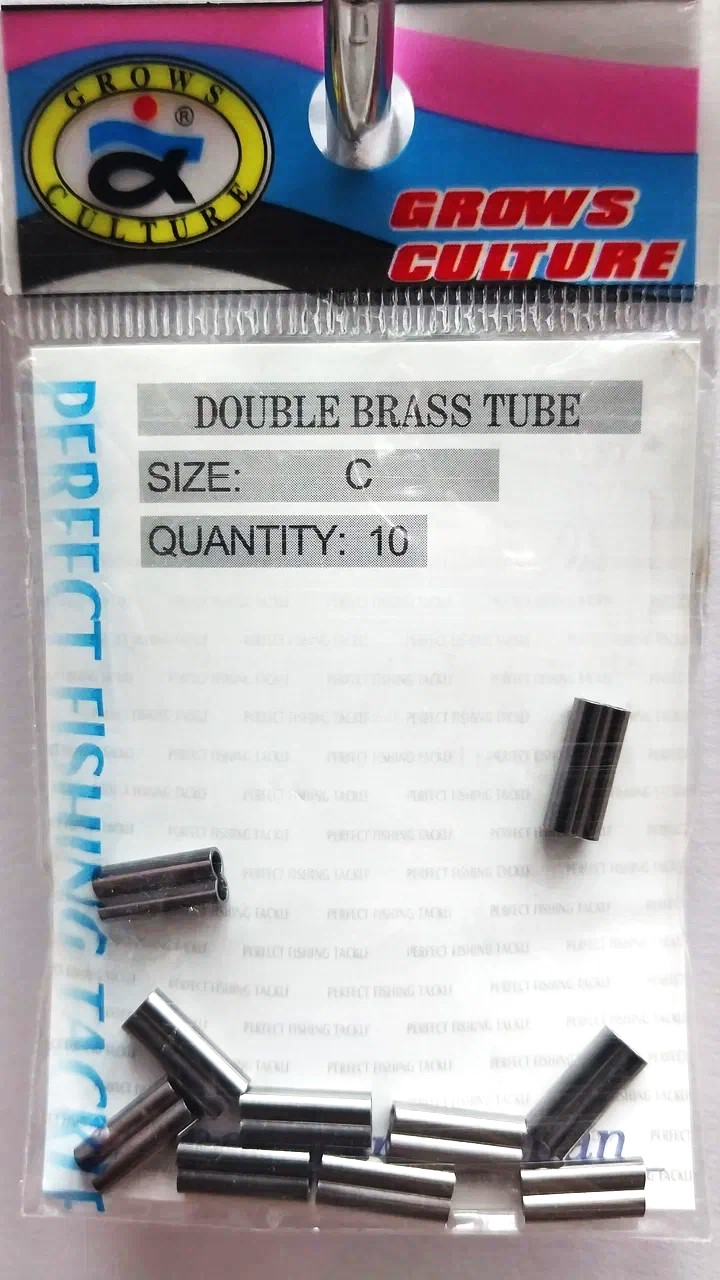 GROWS
CULTURE
®
GROWS
CULTURE
DOUBLE BRASS TUBE
SIZE: C
QUANTITY: 10
PERFECT FISHING TACKLE